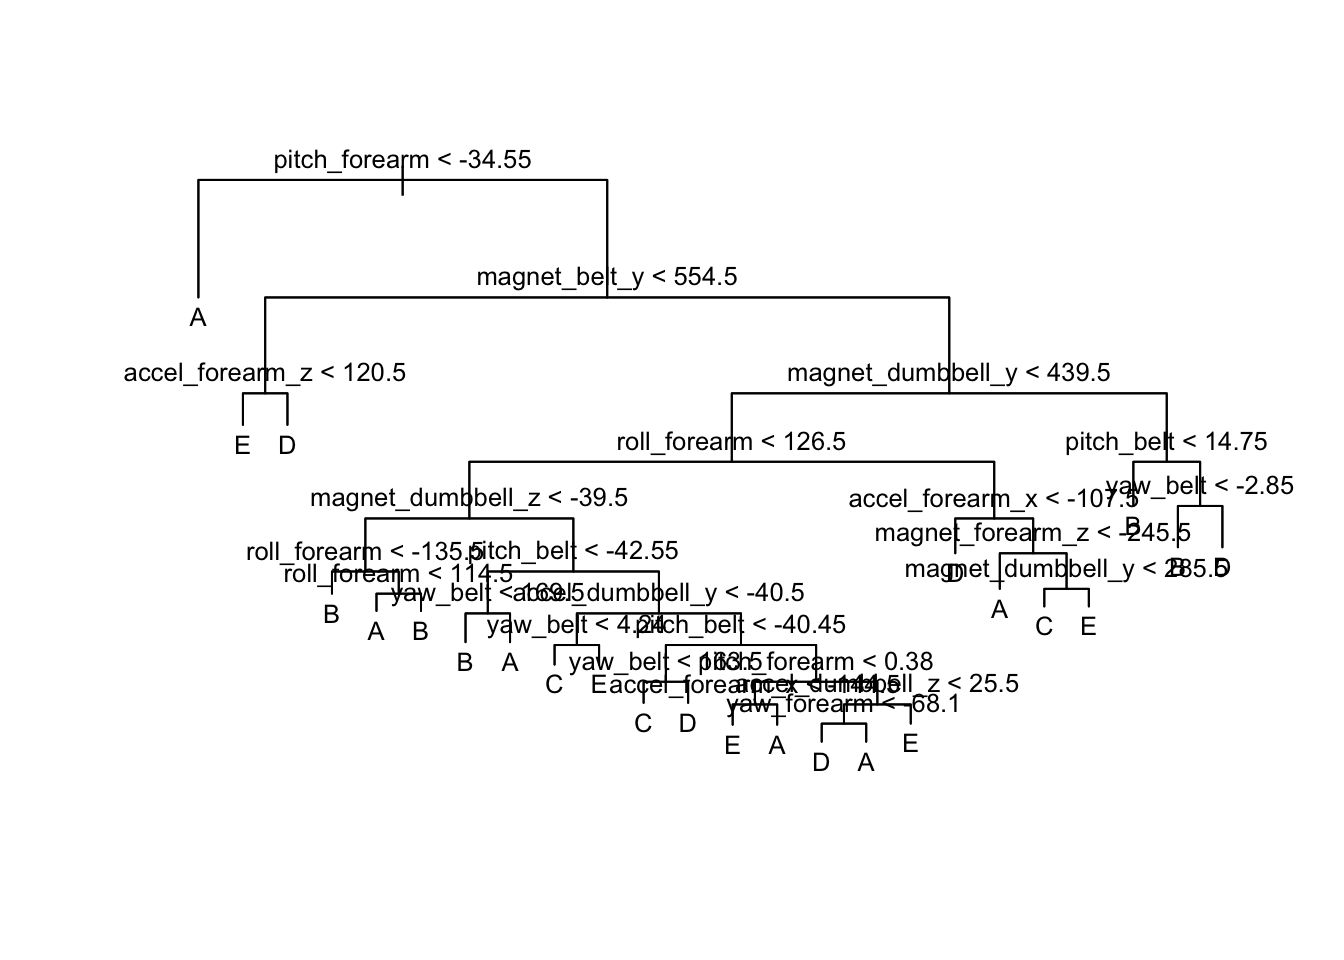 pitch_forearm < -34.55
magnet_belt_y < 554.5
A
accel_forearm_z < 120.5
magnet_dumbbell_y < 439.5
E D
roll_forearm < 126.5
pitch_belt < 14.75
yaw_belt < -2.85
magnet_dumbbell_z < -39.5
accel_forearm_x < -107.5
B
magnet_forearm_z < -245.5
roll_forearm < -135.5
pitch_belt < -42.55
D
magnet_dumbbell_y < 285.5
B D
roll_forearm < 114.5
yaw_belt < 169.5
accel_dumbbell_y < -40.5
B
A
A B
yaw_belt < 4.24
pitch_belt < -40.45
C E
B A
yaw_belt < 163.5
pitch_forearm < 0.38
C E
accel_forearm_x <
accel_dumbbell_z < 25.5
yaw_forearm < -68.1
C D
E A
E
D A